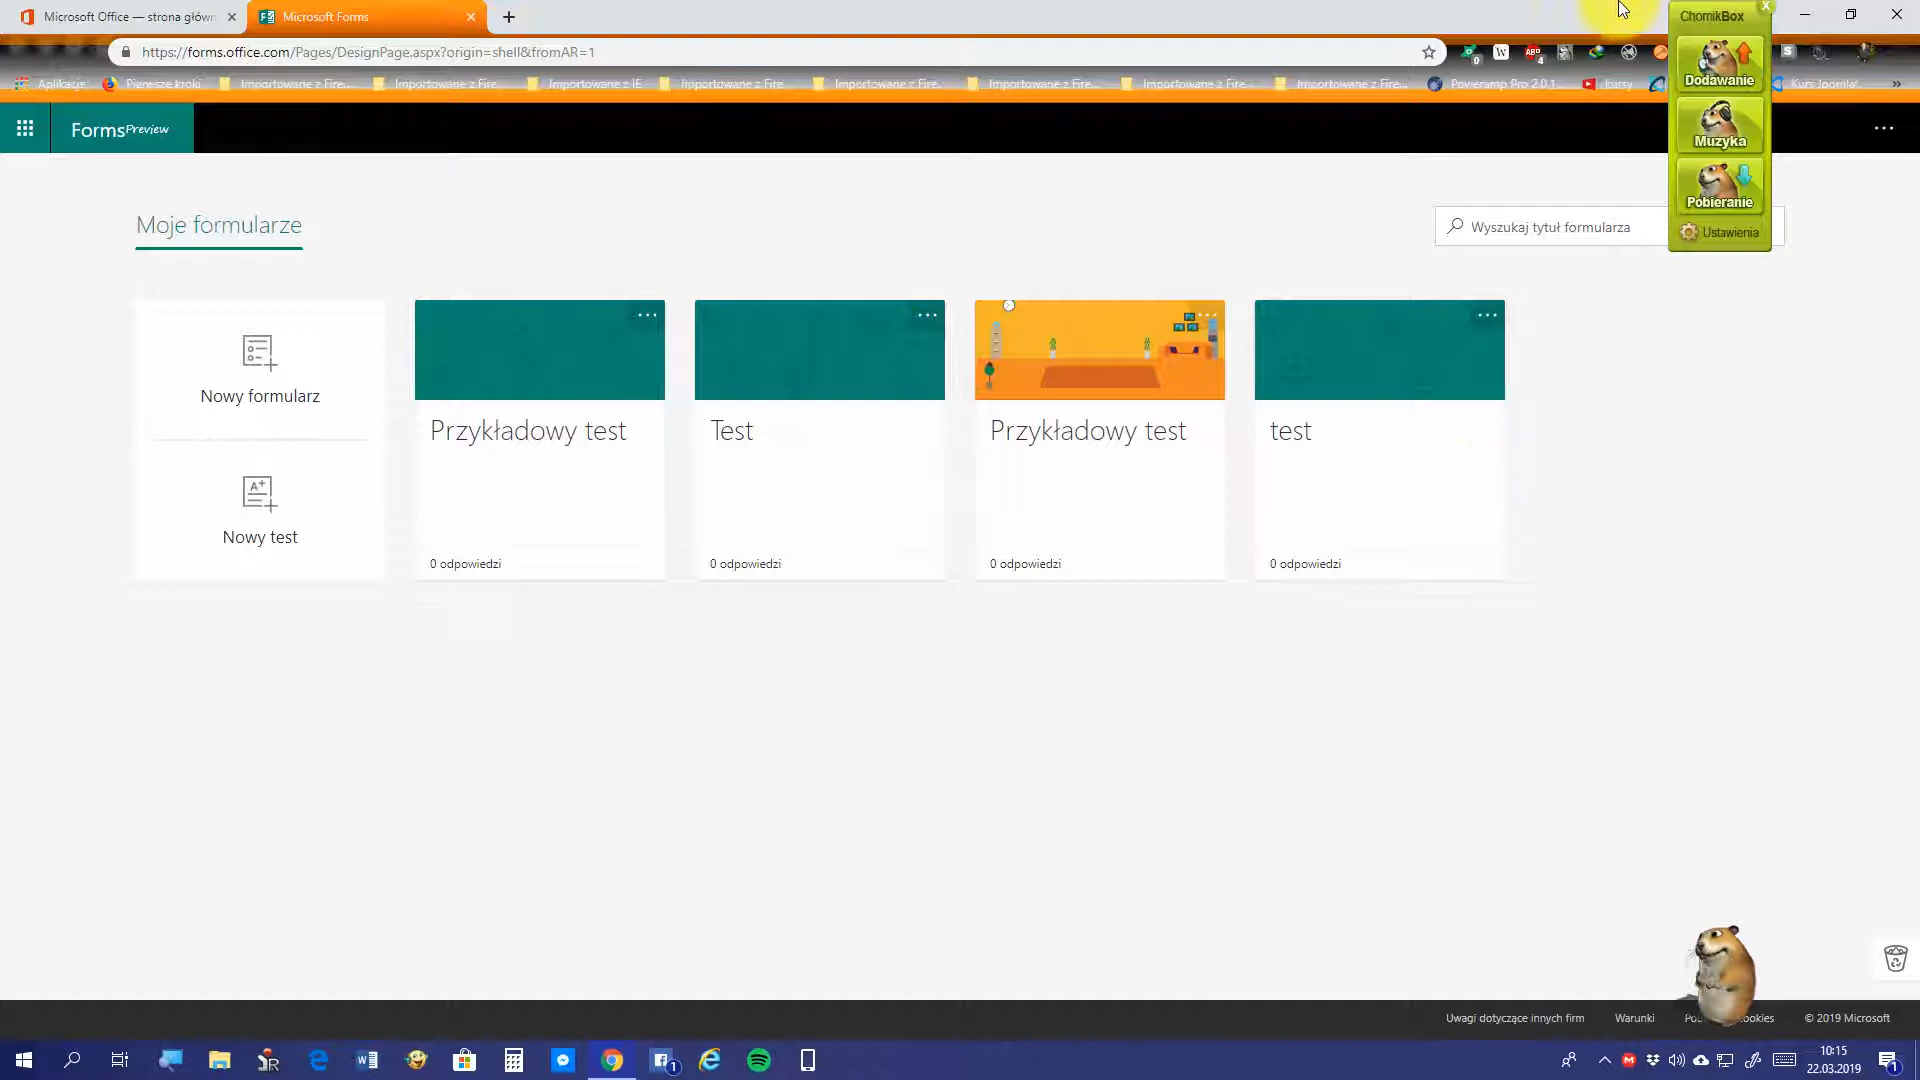 Microsoft Office — strona główn
Microsoft Forms
https://forms.office.com/Pages/DesignPage.aspx?origin=shell&fromAR=1
Aplikacje
Pierwsze kroki
Importowane z Fire...
Importowane z Fire
Importowane z IE
Importowane z Fire
Importowane z Fire...
Importowane z Fire...
Importowane z Fire...
Importowane z Fire...
Poweramp Pro 2.0.1
kursy
Kurs Joomla!
ChomikBox
Dodawanie
Muzyka
Pobieranie
Ustawienia
Forms Preview
Moje formularze
Wyszukaj tytuł formularza
Nowy formularz
Nowy test
Przykładowy test
0 odpowiedzi
Test
0 odpowiedzi
Przykładowy test
0 odpowiedzi
test
0 odpowiedzi
Uwagi dotyczące innych firm
Warunki
© 2019 Microsoft
10:15
22.03.2019